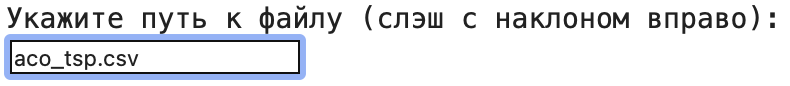 Укажите путь к файлу (слэш с наклоном вправо):
aco_tsp.csv